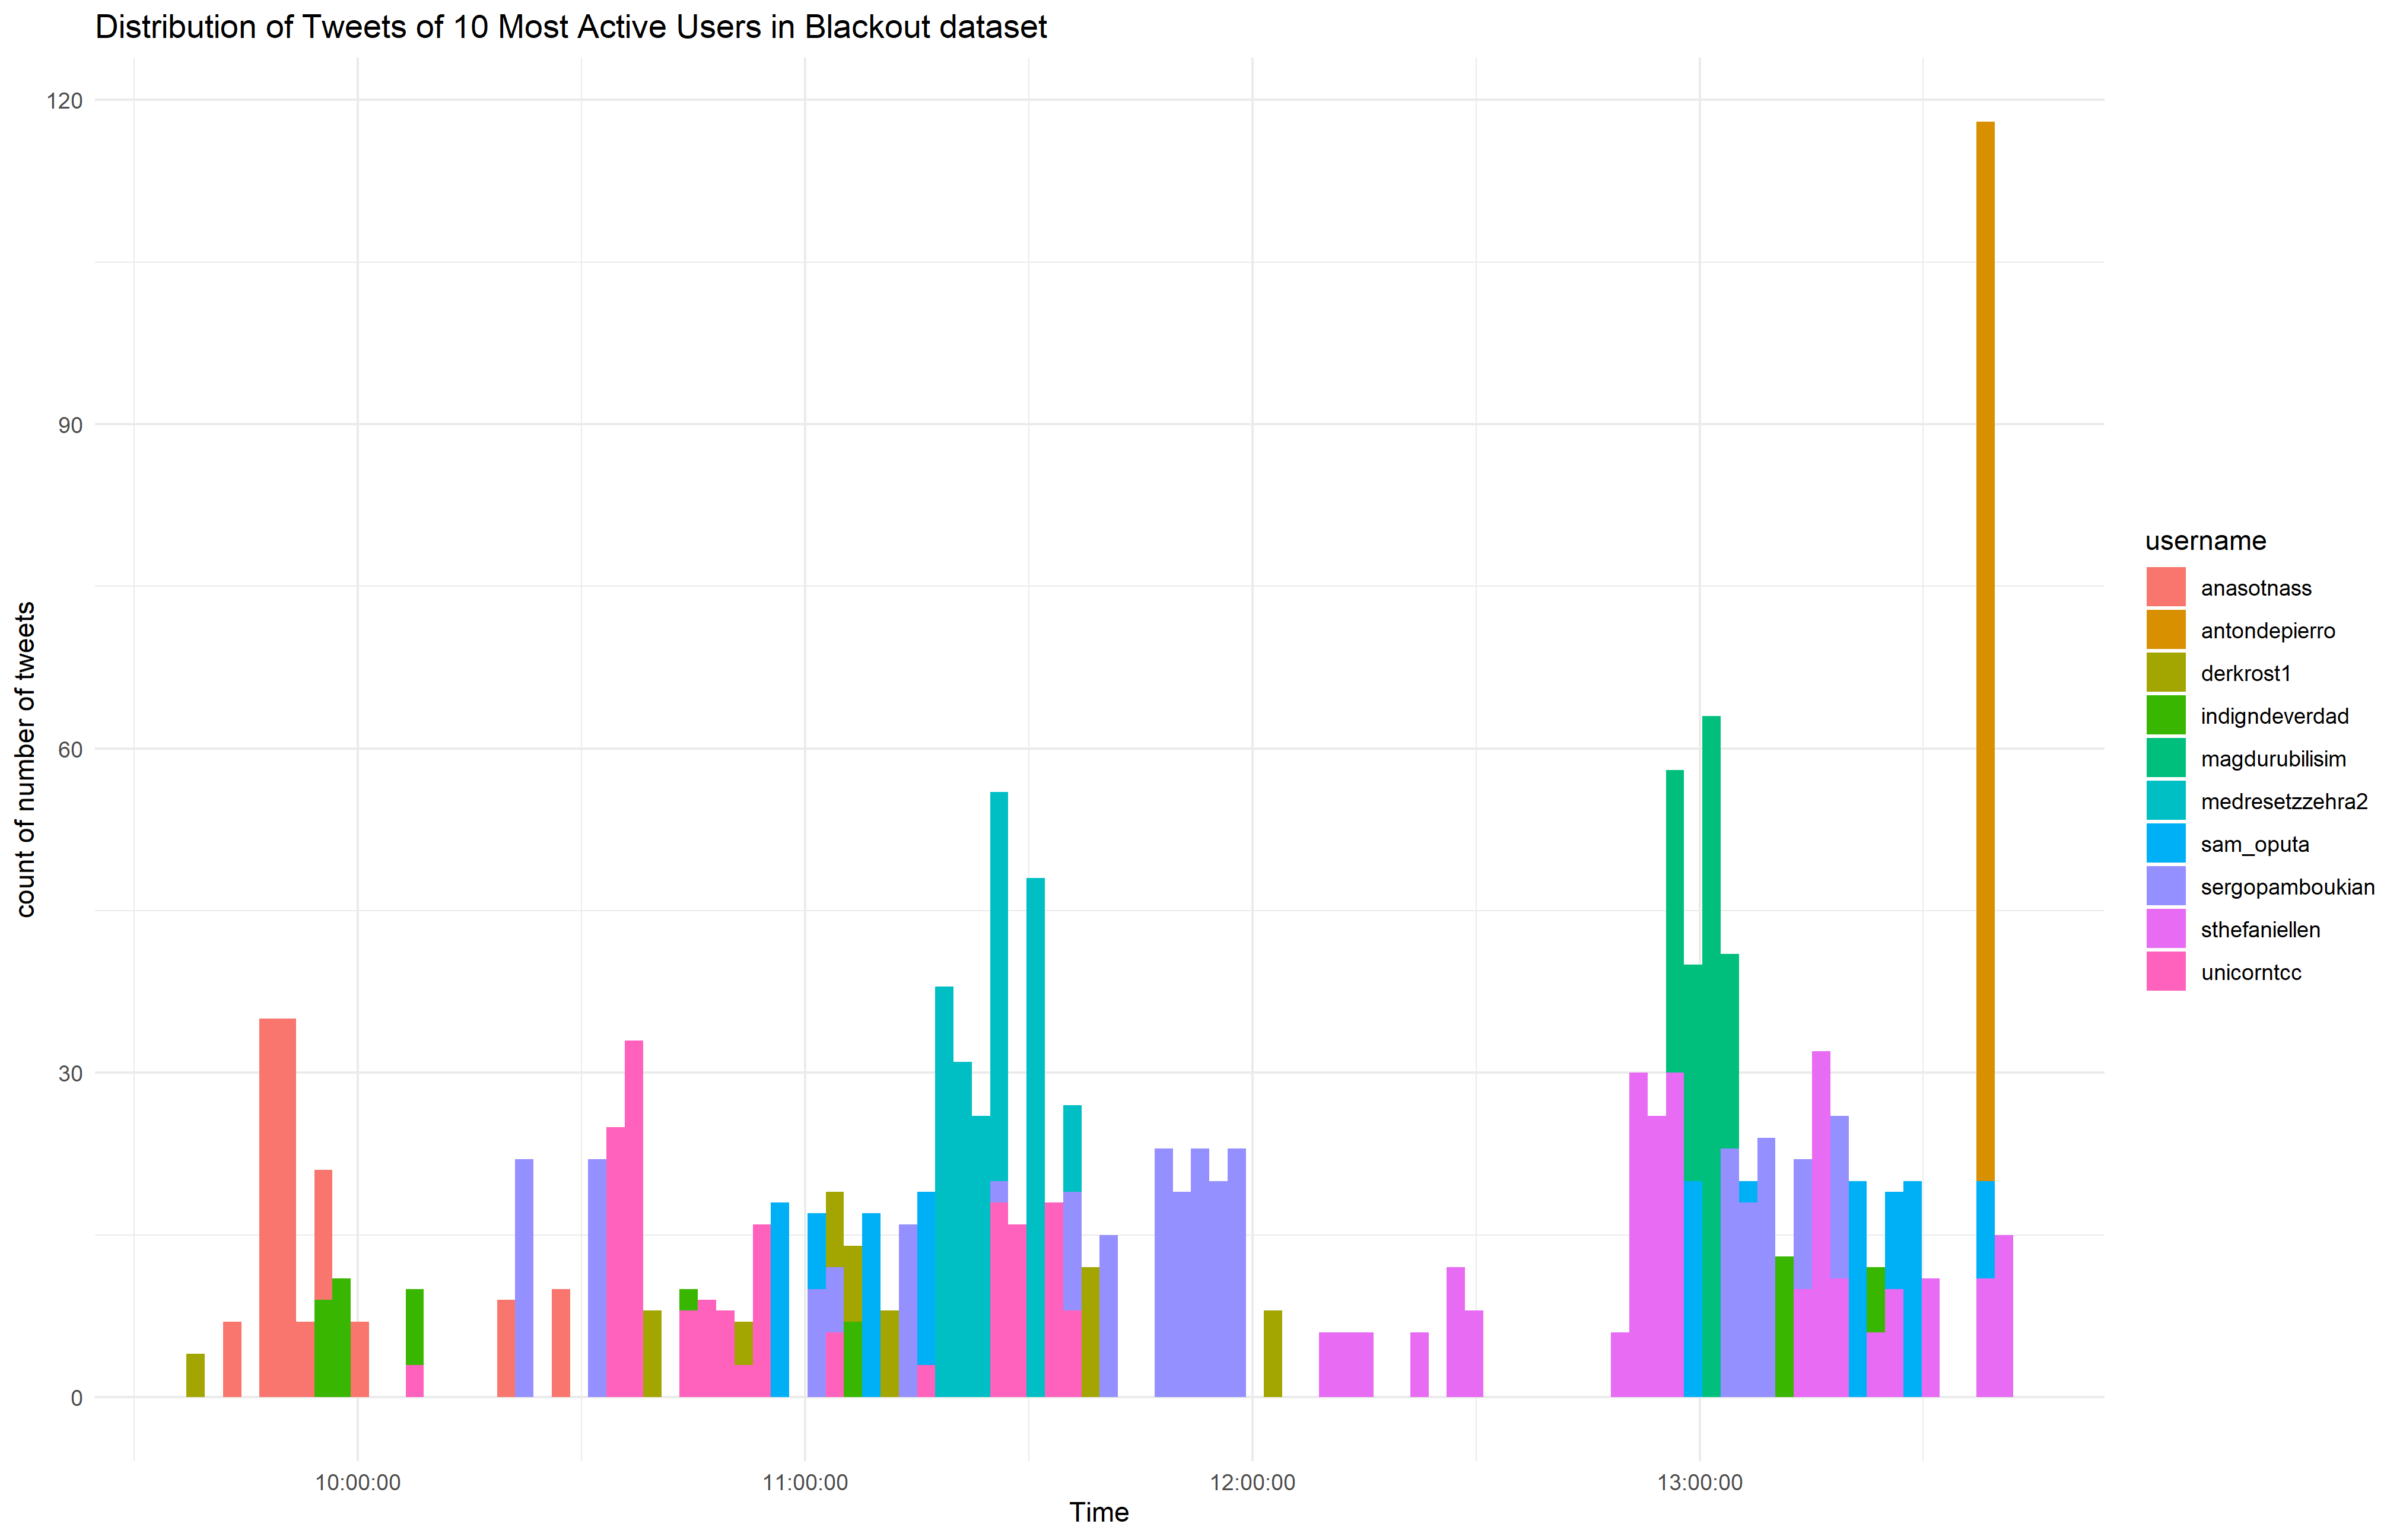 Distribution of Tweets of 10 Most Active Users in Blackout dataset
count of number of tweets
120
90
60
30
0
10:00:00
11:00:00
12:00:00
13:00:00
Time
username
anasotnass
antondepierro
derkrost1
indigndeverdad
magdurubilisim
medresetzzehra2
sam_oputa
sergopamboukian
sthefaniellen
unicorntcc